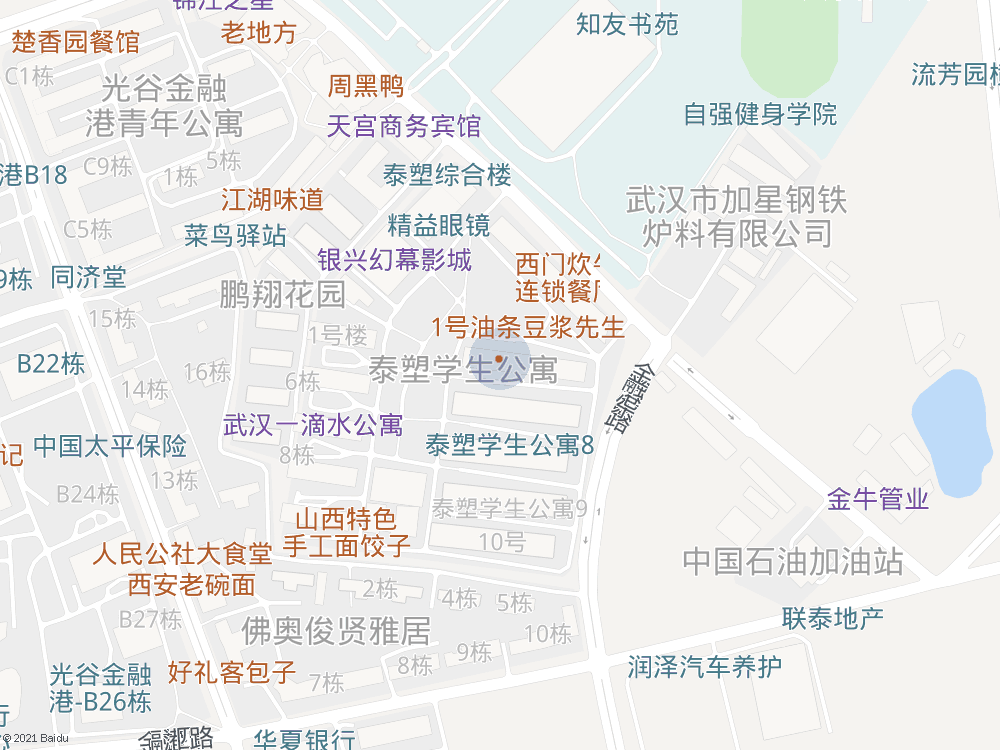 锦江之星
知友书苑
老地方
楚香园餐馆
C1栋
流芳园横
光谷金融
港青年公寓
周黑鸭
自强健身学院
天宫商务宾馆
5栋
C9栋
港B18
1栋
泰塑综合楼
江湖味道
武汉市加星钢铁
炉料有限公司
C5栋
菜鸟驿站
精益眼镜
银兴幻幕影城
西门炊
连锁餐
9栋
同济堂
鹏翔花园
15栋
1号楼
1号油条豆浆先生
B22栋
16栋
泰塑学生公寓
6栋
14栋
金融港路
武汉一滴水公寓
中国太平保险
泰塑学生公寓8
记
8栋
13栋
B24栋
金牛管业
泰塑学生公寓9
山西特色
手工面饺子
10号
人民公社大食堂
中国石油加油站
西安老碗面
2栋
4栋
5栋
B27栋
联泰地产
佛奥俊贤雅居
10栋
9栋
光谷金融
港-B26栋
好礼客包子
8栋
润泽汽车养护
7栋
行
华夏银行
© 2021 Baidu